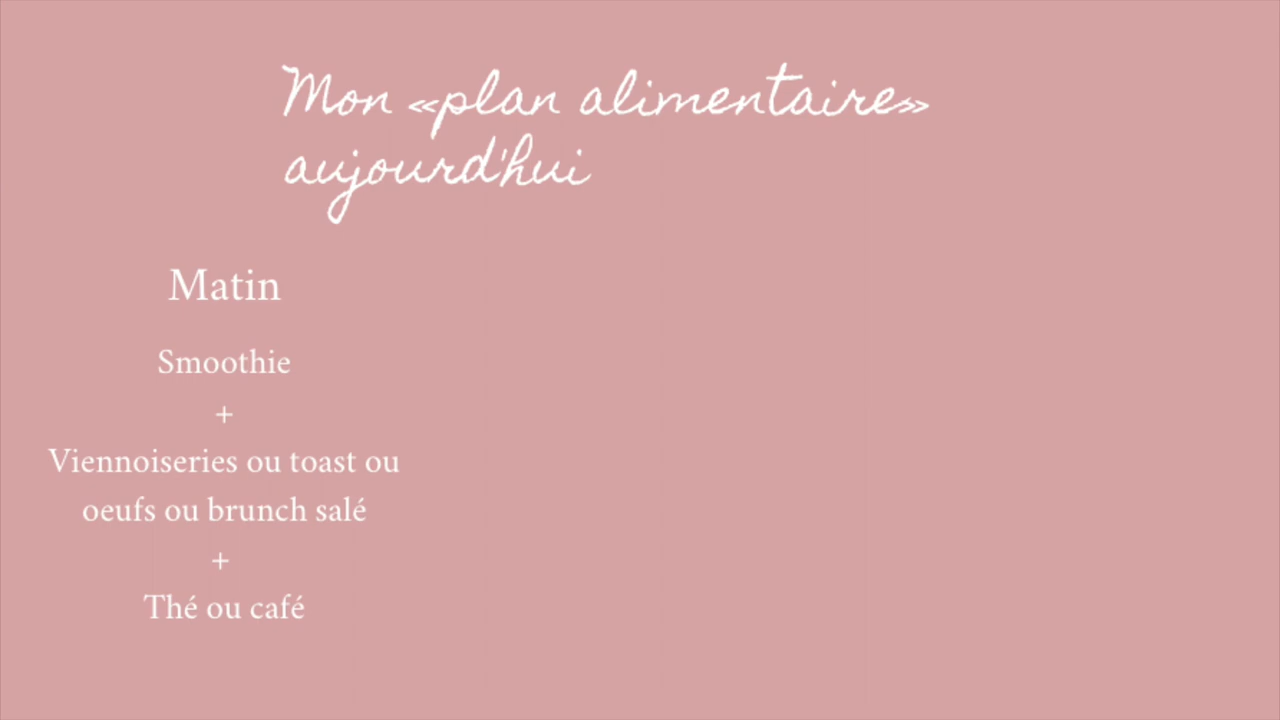 Mon «plan alimentaire»
aujourd'hui
Matin
Smoothie
+
Viennoiseries ou toast ou
oeufs ou brunch salé
+
Thé ou café